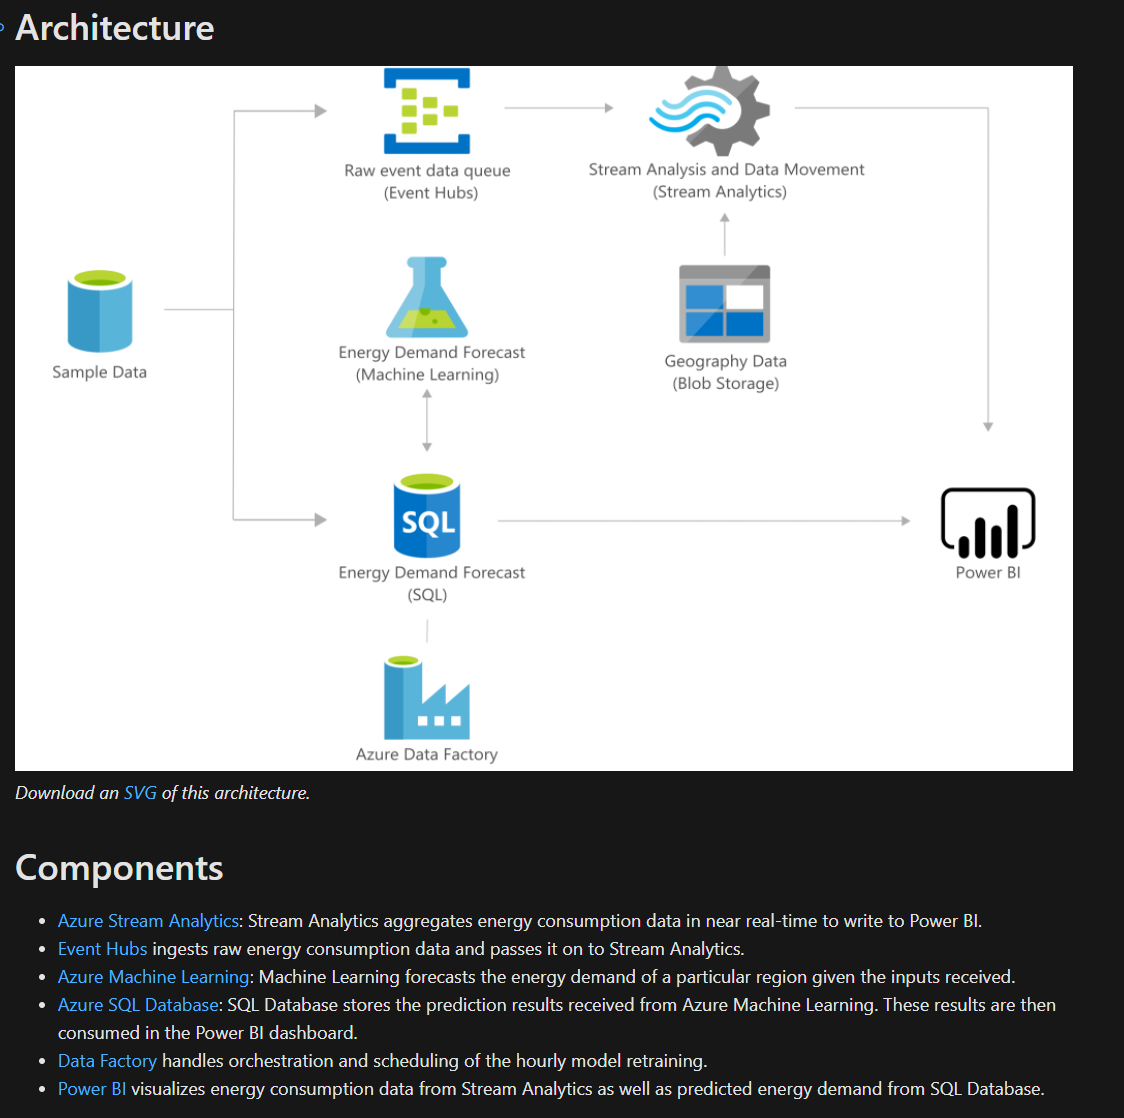 Architecture
Raw event data queue
(Event Hubs)
Stream Analysis and Data Movement
(Stream Analytics)
Sample Data
Energy Demand Forecast
(Machine Learning)
Geography Data
(Blob Storage)
SQL
Energy Demand Forecast
(SQL)
Power BI
Azure Data Factory
Download an SVG of this architecture.
Components
• Azure Stream Analytics: Stream Analytics aggregates energy consumption data in near real-time to write to Power BI.
• Event Hubs ingests raw energy consumption data and passes it on to Stream Analytics.
• Azure Machine Learning: Machine Learning forecasts the energy demand of a particular region given the inputs received.
• Azure SQL Database: SQL Database stores the prediction results received from Azure Machine Learning. These results are then
consumed in the Power BI dashboard.
• Data Factory handles orchestration and scheduling of the hourly model retraining.
• Power BI visualizes energy consumption data from Stream Analytics as well as predicted energy demand from SQL Database.